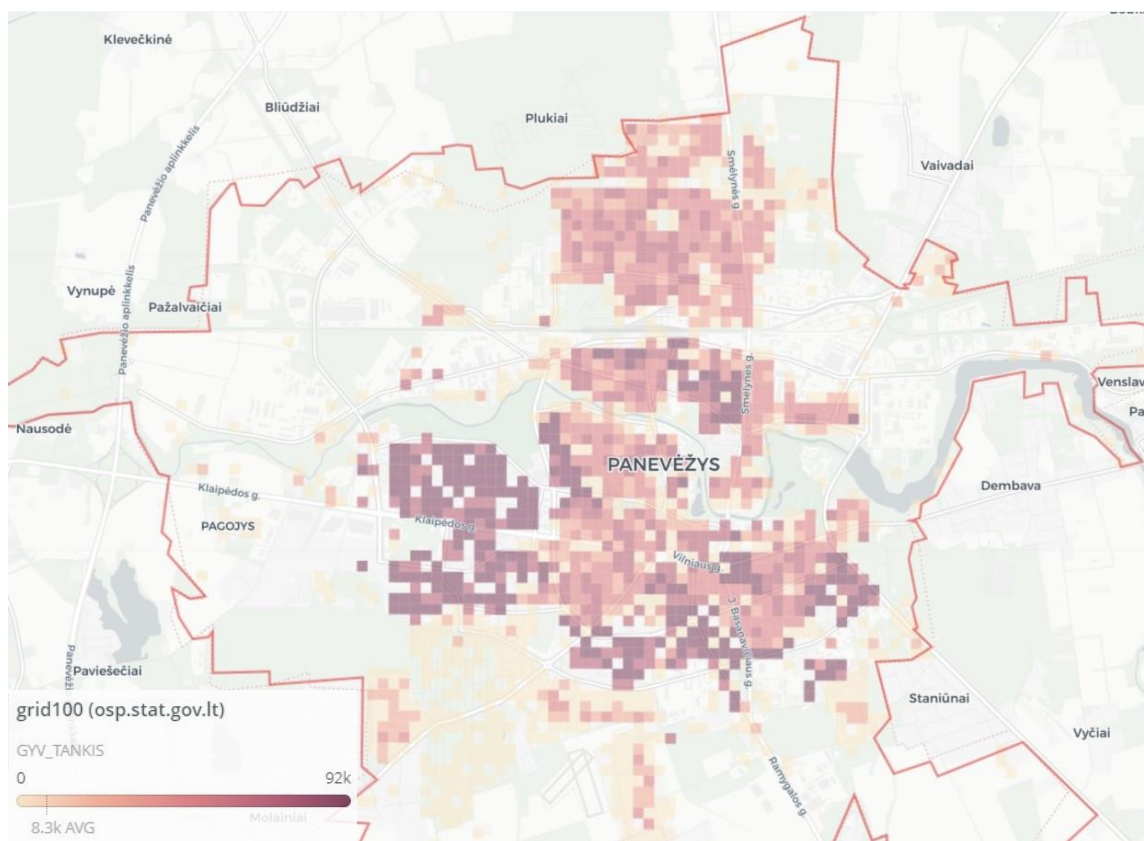 Klevečkinė
Bliūdžiai
Plukiai
Smėlynės g.
Vaivadai
Panevėžio aplinkkelis
Vynupė
Pažalvaičiai
Panevėžio aplinkkelis
Smėlynės g.
Venslav
Pa
Nausodė
PANEVĖŽYS
Dembava
Klaipėdos g.
PAGOJYS
Klaipėdos g.
Vilniaus g.
J. Basanavičiaus g.
Paviešečiai
Staniūnai
Vyčiai
Ramygalos g.
grid100 (osp.stat.gov.lt)
GYV_TANKIS
0 92k
8.3k AVG
Molainiai